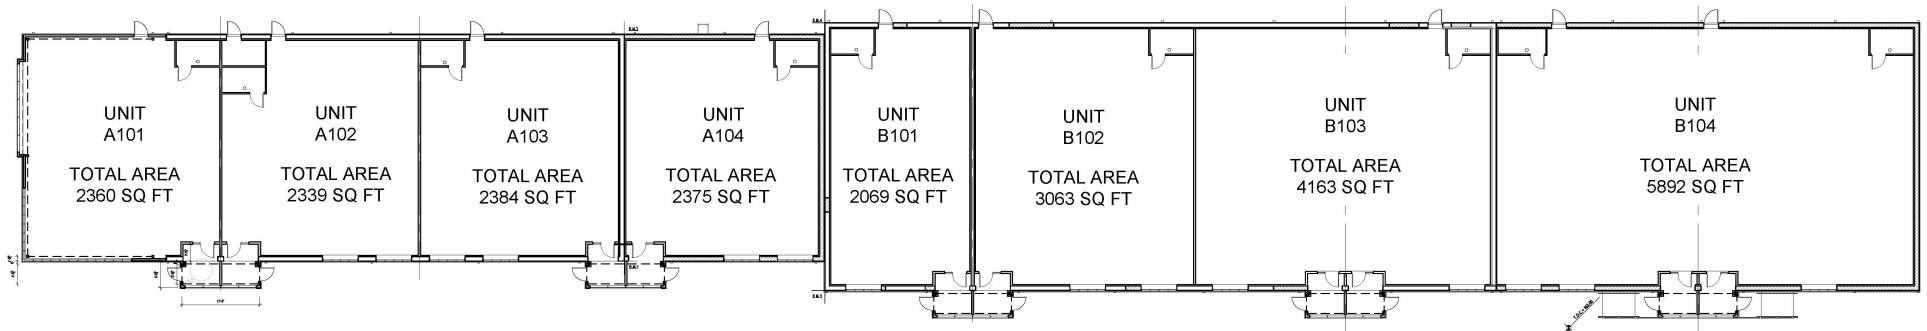 UNIT
A101
TOTAL AREA
2360 SQ FT
UNIT
A102
TOTAL AREA
2339 SQ FT
UNIT
A103
TOTAL AREA
2384 SQ FT
UNIT
A104
TOTAL AREA
2375 SQ FT
UNIT
B101
TOTAL AREA
2069 SQ FT
UNIT
B102
TOTAL AREA
3063 SQ FT
UNIT
B103
TOTAL AREA
4163 SQ FT
UNIT
B104
TOTAL AREA
5892 SQ FT